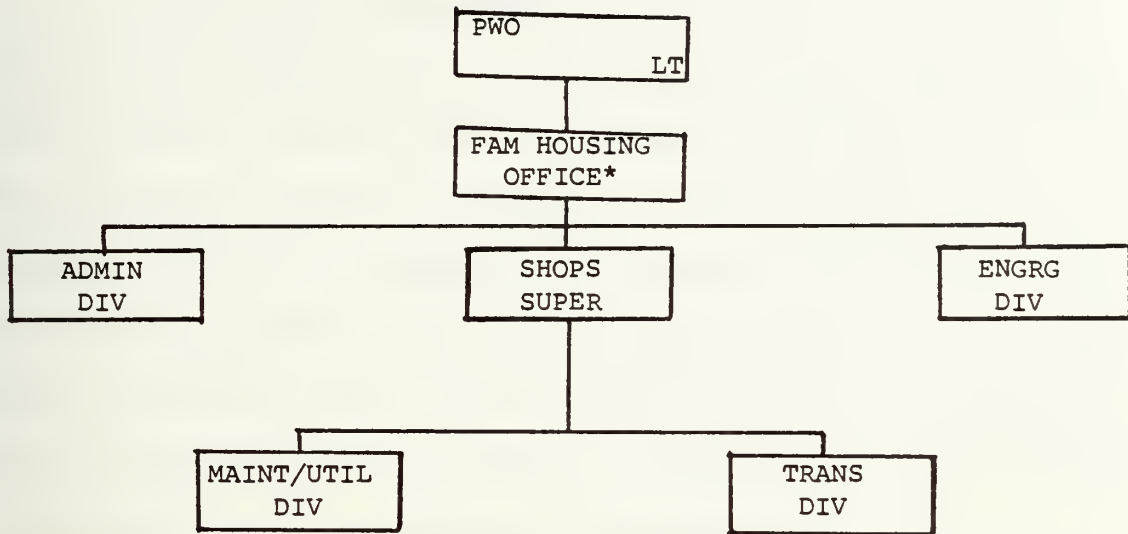 PWO
LT
FAM HOUSING
OFFICE*
ADMIN
DIV
SHOPS
SUPER
ENGRG
DIV
MAINT/UTIL
DIV
TRANS
DIV